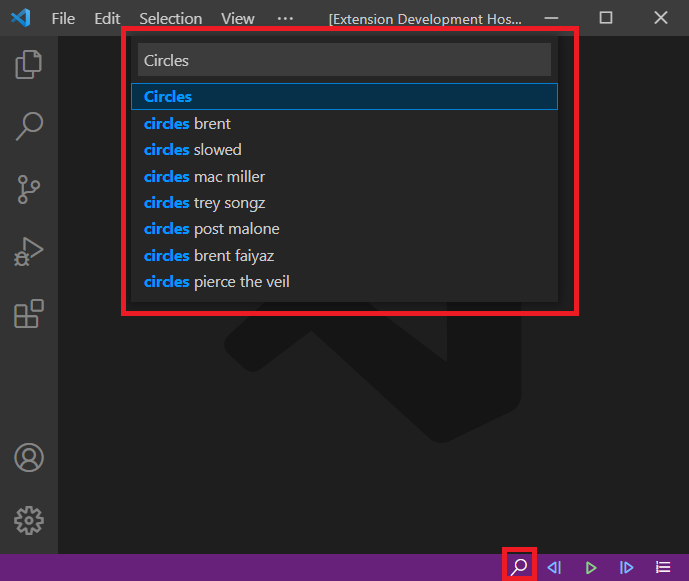 File Edit Selection View ··· [Extension Development Hos...
Circles
Circles
circles brent
circles slowed
circles mac miller
circles trey songz
circles post malone
circles brent faiyaz
circles pierce the veil